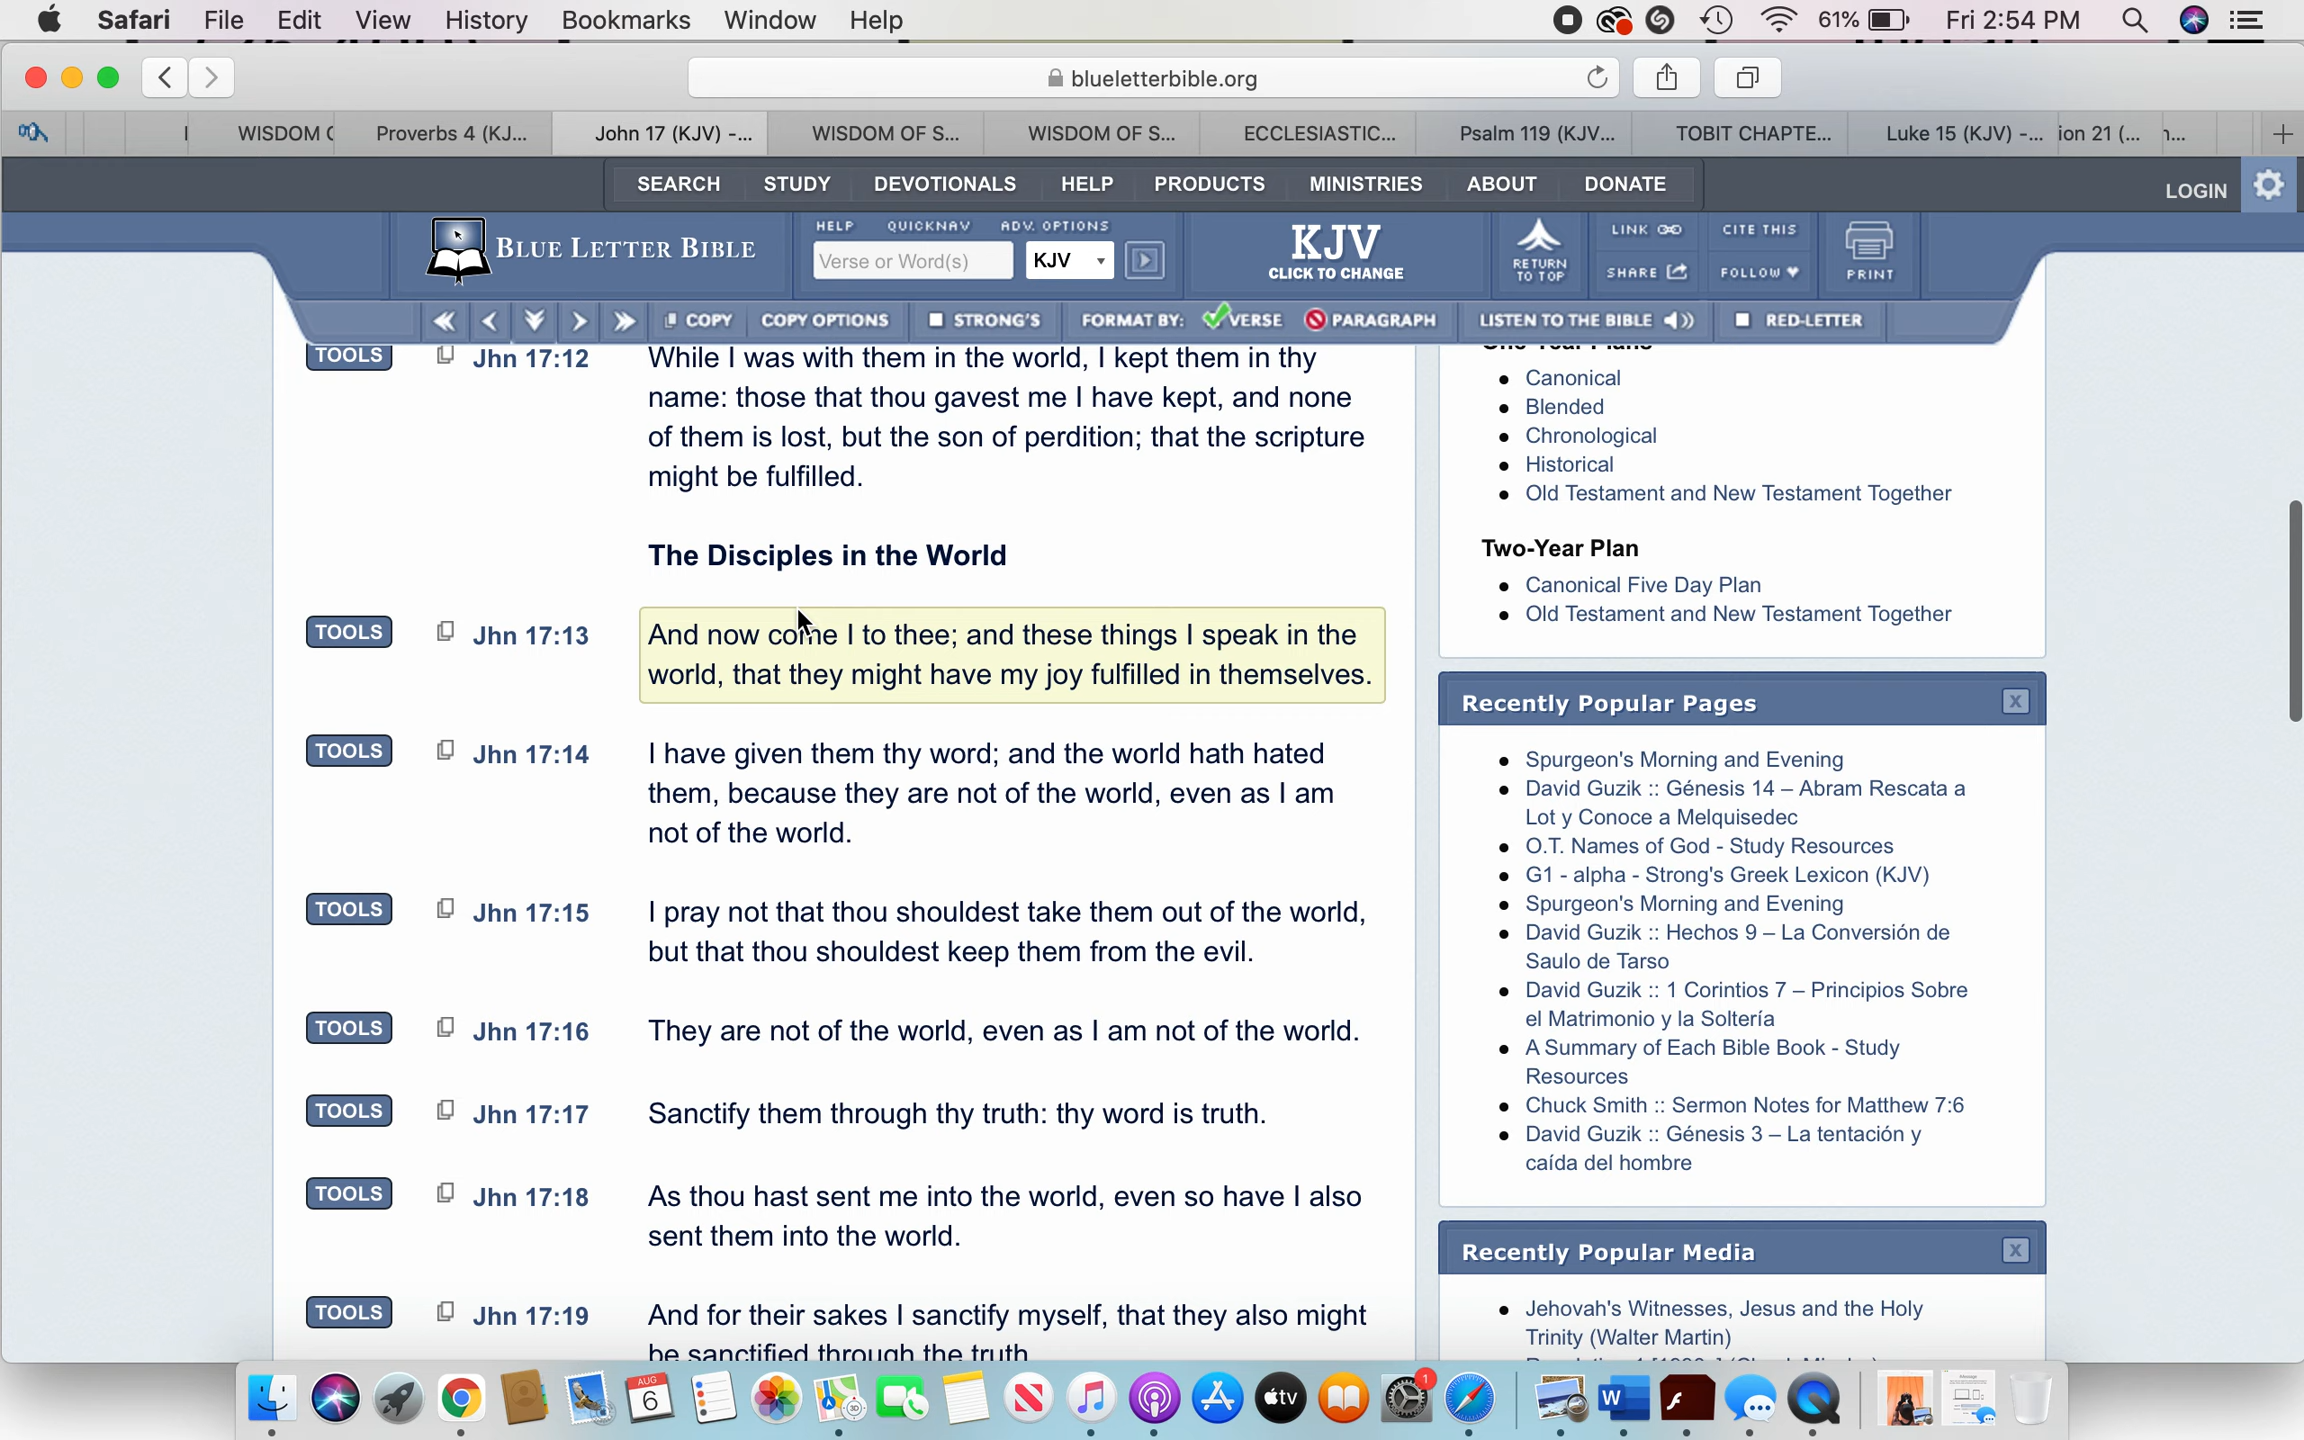 Safari File Edit View History Bookmarks Window Help 61% Fri 2:54 PM
blueletterbible.org
WISDOM ( Proverbs 4 (KJ... John 17 (KJV) -... WISDOM OF S... WISDOM OF S... ECCLESIASTIC... Psalm 119 (KJV... TOBIT CHAPTE... Luke 15 (KJV) -... ion 21 (...
SEARCH STUDY DEVOTIONALS HELP PRODUCTS MINISTRIES ABOUT DONATE LOGIN
BLUE LETTER BIBLE
HELP QUICKNAV ADV. OPTIONS
Verse or Word(s) KJV
KJV
CLICK TO CHANGE
RETURN
TO TOP
LINK CITE THIS
SHARE FOLLOW
PRINT
COPY COPY OPTIONS STRONG'S FORMAT BY: VERSE PARAGRAPH LISTEN TO THE BIBLE RED-LETTER
TOOLS Jhn 17:12 While I was with them in the world, I kept them in thy
name: those that thou gavest me I have kept, and none
of them is lost, but the son of perdition; that the scripture
might be fulfilled.
The Disciples in the World
TOOLS Jhn 17:13 And now come I to thee; and these things I speak in the
world, that they might have my joy fulfilled in themselves.
TOOLS Jhn 17:14 I have given them thy word; and the world hath hated
them, because they are not of the world, even as I am
not of the world.
TOOLS Jhn 17:15 I pray not that thou shouldest take them out of the world,
but that thou shouldest keep them from the evil.
TOOLS Jhn 17:16 They are not of the world, even as I am not of the world.
TOOLS Jhn 17:17 Sanctify them through thy truth: thy word is truth.
TOOLS Jhn 17:18 As thou hast sent me into the world, even so have I also
sent them into the world.
TOOLS Jhn 17:19 And for their sakes I sanctify myself, that they also might
be sanctified through the truth
One-Year Plans
Canonical
Blended
Chronological
Historical
Old Testament and New Testament Together
Two-Year Plan
Canonical Five Day Plan
Old Testament and New Testament Together
Recently Popular Pages X
Spurgeon's Morning and Evening
David Guzik :: Génesis 14 – Abram Rescata a
Lot y Conoce a Melquisedec
O.T. Names of God - Study Resources
G1 - alpha - Strong's Greek Lexicon (KJV)
Spurgeon's Morning and Evening
David Guzik :: Hechos 9 – La Conversión de
Saulo de Tarso
David Guzik :: 1 Corintios 7 – Principios Sobre
el Matrimonio y la Soltería
A Summary of Each Bible Book - Study
Resources
Chuck Smith :: Sermon Notes for Matthew 7:6
David Guzik :: Génesis 3 – La tentación y
caída del hombre
Recently Popular Media X
Jehovah's Witnesses, Jesus and the Holy
Trinity (Walter Martin)
AUG
6
3D
tv
1
W